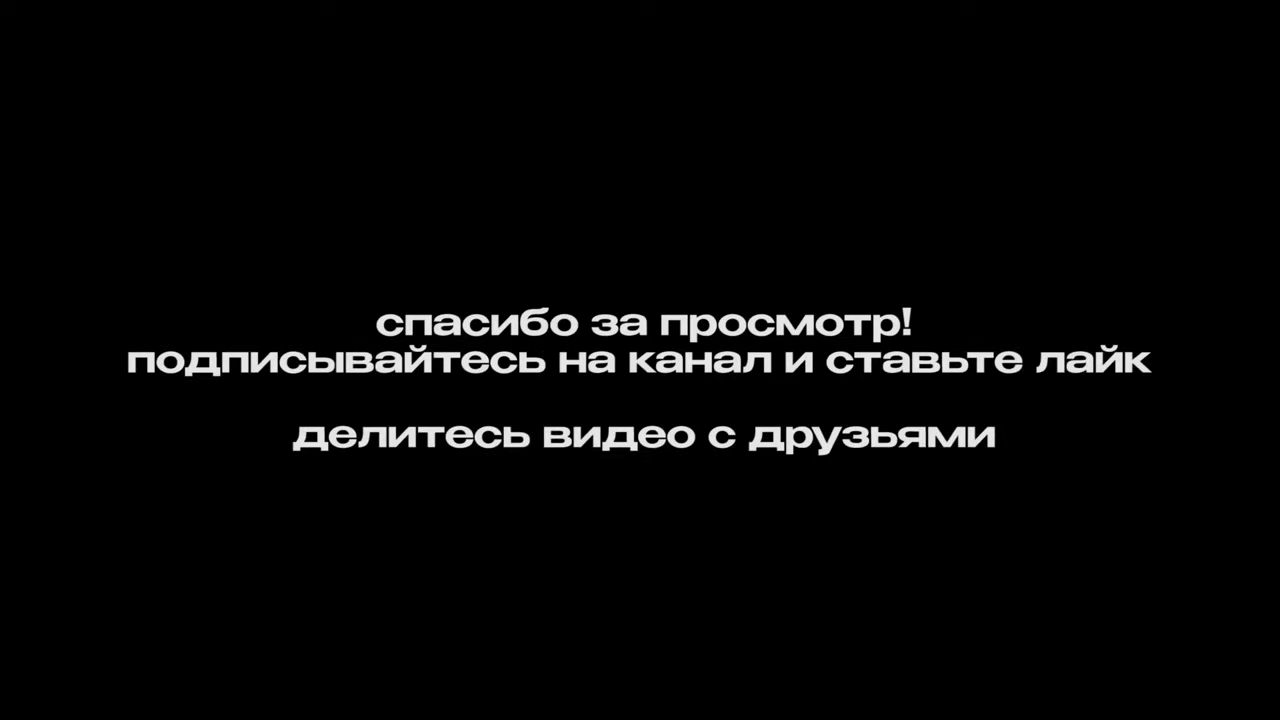 спасибо за просмотр!
подписывайтесь на канал и ставьте лайк
делитесь видео с друзьями